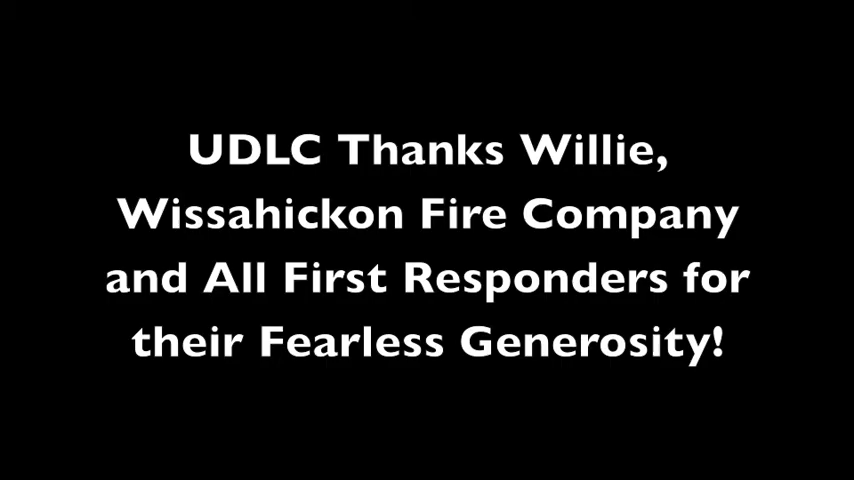 UDLC Thanks Willie,
Wissahickon Fire Company
and All First Responders for
their Fearless Generosity!